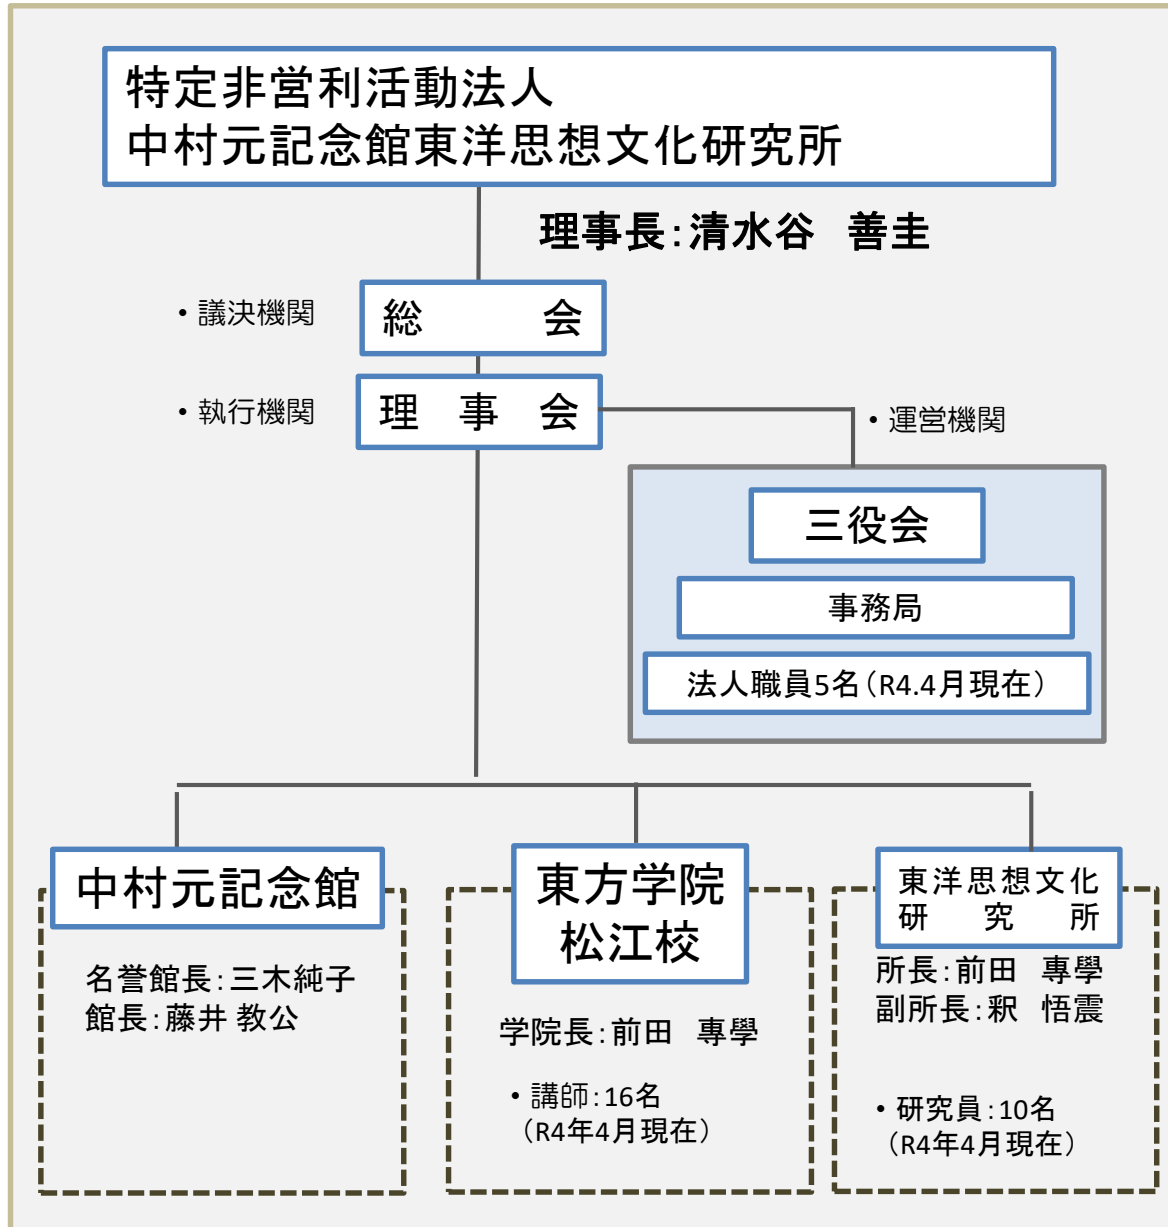 特定非営利活動法人
中村元記念館東洋思想文化研究所
理事長：清水谷　善圭
・議決機関
総　会
・執行機関
理　事　会
・運営機関
三役会
事務局
法人職員5名（R4.4月現在）
中村元記念館
名誉館長：三木純子
館長：藤井 教公
東方学院
松江校
学院長：前田　專學
・講師：16名
（R4年4月現在）
東洋思想文化
研　究　所
所長：前田　專學
副所長：釈　悟震
・研究員：10名
（R4年4月現在）